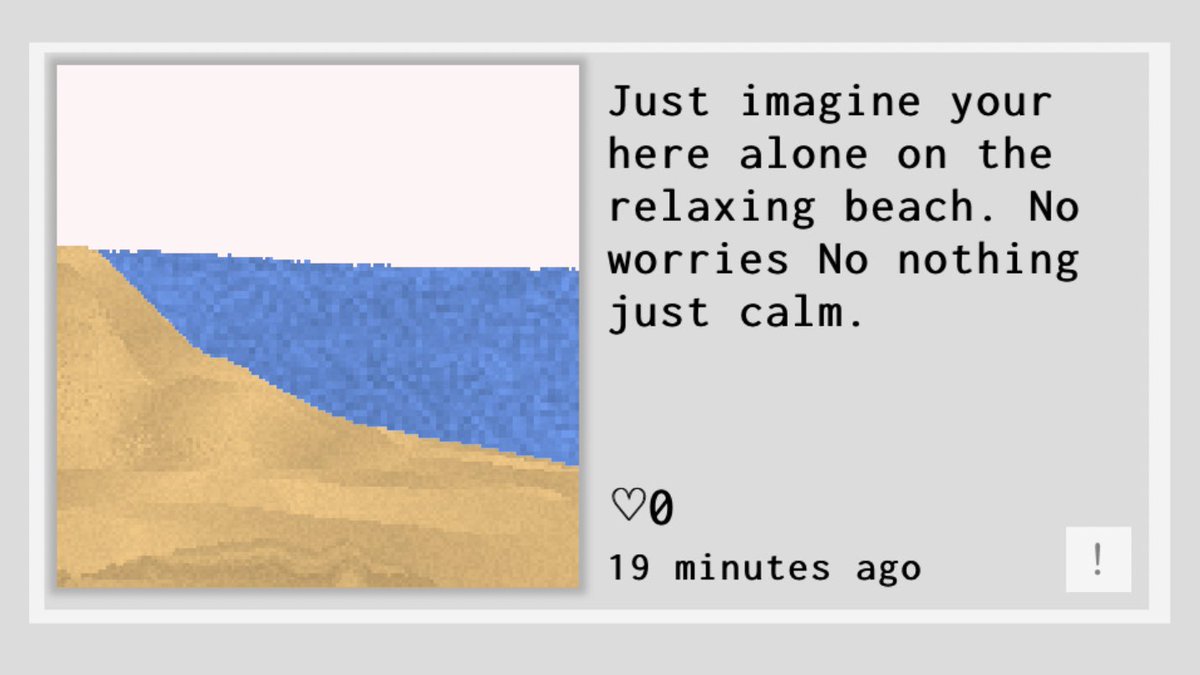 Just imagine your
here alone on the
relaxing beach. No
worries No nothing
just calm.
♡0
19 minutes ago
!